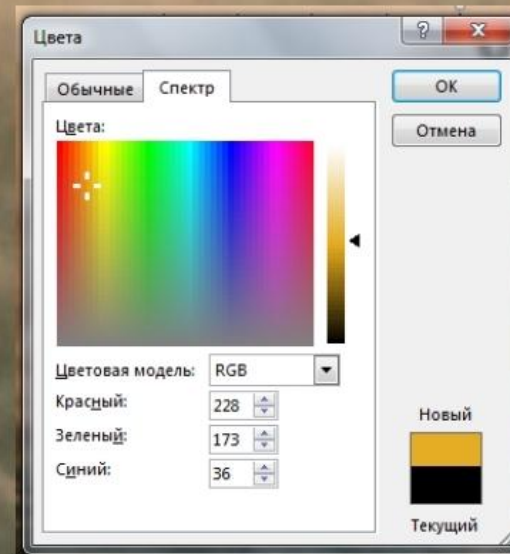 Цвета
Обычные Спектр
ОК
Отмена
Цвета:
Цветовая модель: RGB
Красный: 228
Зеленый: 173
Синий: 36
Новый
Текущий